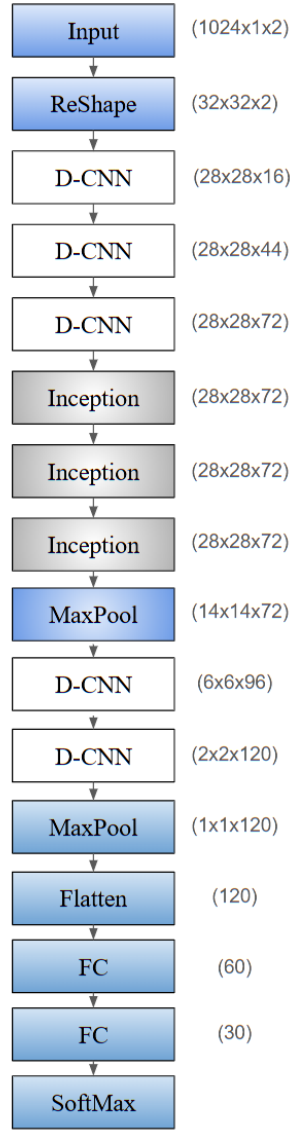 Input (1024x1x2)
ReShape (32x32x2)
D-CNN (28x28x16)
D-CNN (28x28x44)
D-CNN (28x28x72)
Inception (28x28x72)
Inception (28x28x72)
Inception (28x28x72)
MaxPool (14x14x72)
D-CNN (6x6x96)
D-CNN (2x2x120)
MaxPool (1x1x120)
Flatten (120)
FC (60)
FC (30)
SoftMax